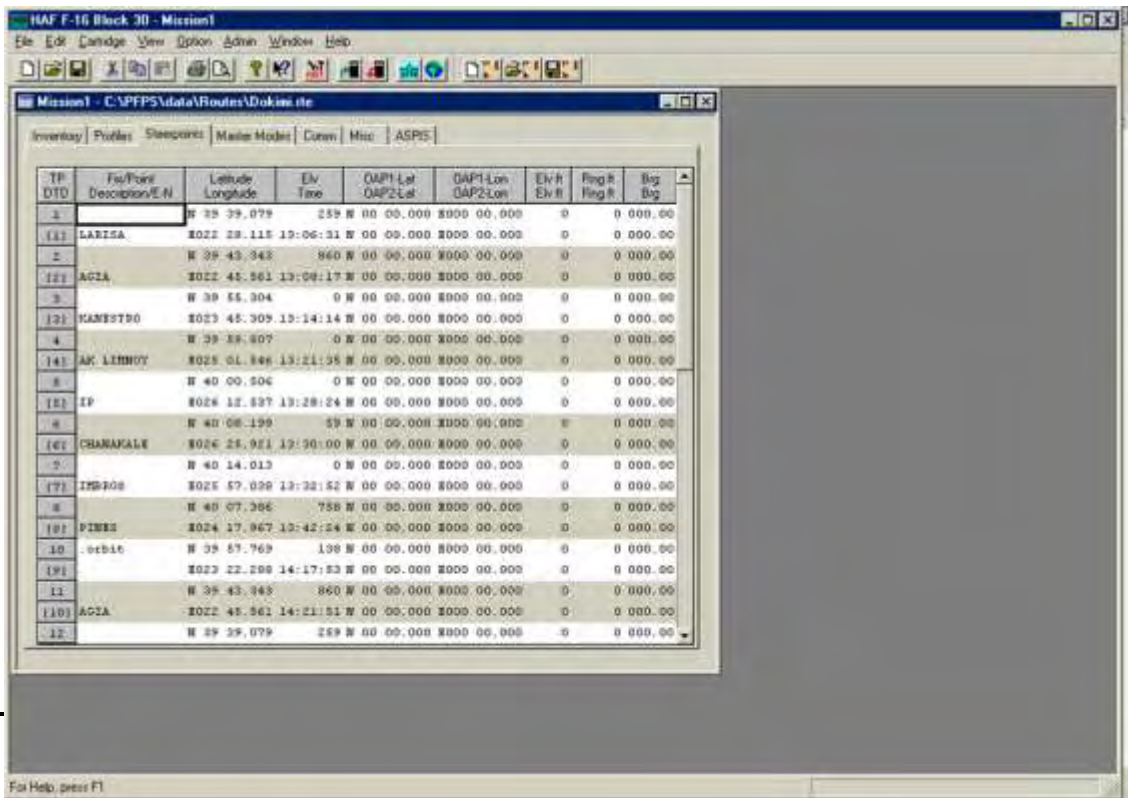 HAF F-16 Block 30 - Mission1
File Edit Cartridge View Option Admin Window Help
Mission1 - C:\PFPS\data\Routes\Dokimi.rte
Inventory Profiles Steerpoints Master Modes Comm Misc ASPIS
TP Fix/Point Latitude Elv OAP1-Lat OAP1-Lon Elv ft Rng ft Brg
DTD Description/E-N Longitude Time OAP2-Lat OAP2-Lon Elv ft Rng ft Brg
1 N 39 39.079 259 N 00 00.000 E000 00.000 0 0 000.00
[1] LARISA E022 28.115 13:06:31 N 00 00.000 E000 00.000 0 0 000.00
2 N 39 43.343 860 N 00 00.000 E000 00.000 0 0 000.00
[2] AGIA E022 45.561 13:08:17 N 00 00.000 E000 00.000 0 0 000.00
3 N 39 55.304 0 N 00 00.000 E000 00.000 0 0 000.00
[3] KANESTRO E023 45.309 13:14:14 N 00 00.000 E000 00.000 0 0 000.00
4 N 39 59.607 0 N 00 00.000 E000 00.000 0 0 000.00
[4] AK LIMNOY E025 01.846 13:21:35 N 00 00.000 E000 00.000 0 0 000.00
5 N 40 00.506 0 N 00 00.000 E000 00.000 0 0 000.00
[5] IP E026 12.537 13:28:24 N 00 00.000 E000 00.000 0 0 000.00
6 N 40 08.199 59 N 00 00.000 E000 00.000 0 0 000.00
[6] CHANAKALE E026 25.921 13:30:00 N 00 00.000 E000 00.000 0 0 000.00
7 N 40 14.013 0 N 00 00.000 E000 00.000 0 0 000.00
[7] IMBROS E025 57.039 13:32:52 N 00 00.000 E000 00.000 0 0 000.00
8 N 40 07.386 758 N 00 00.000 E000 00.000 0 0 000.00
[8] PINES E024 17.967 13:42:24 N 00 00.000 E000 00.000 0 0 000.00
10 .orbit N 39 57.769 138 N 00 00.000 E000 00.000 0 0 000.00
[9] E023 22.288 14:17:53 N 00 00.000 E000 00.000 0 0 000.00
11 N 39 43.343 860 N 00 00.000 E000 00.000 0 0 000.00
[10] AGIA E022 45.561 14:21:51 N 00 00.000 E000 00.000 0 0 000.00
12 N 39 39.079 259 N 00 00.000 E000 00.000 0 0 000.00
For Help, press F1